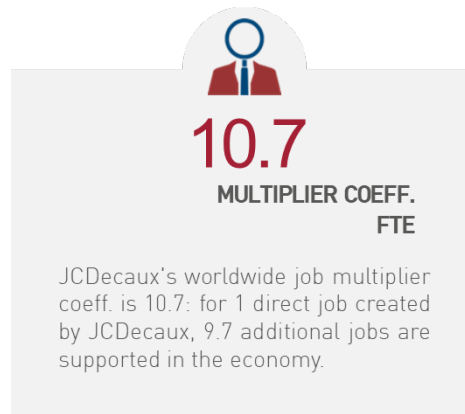 10.7
MULTIPLIER COEFF.
FTE
JCDecaux's worldwide job multiplier
coeff. is 10.7: for 1 direct job created
by JCDecaux, 9.7 additional jobs are
supported in the economy.